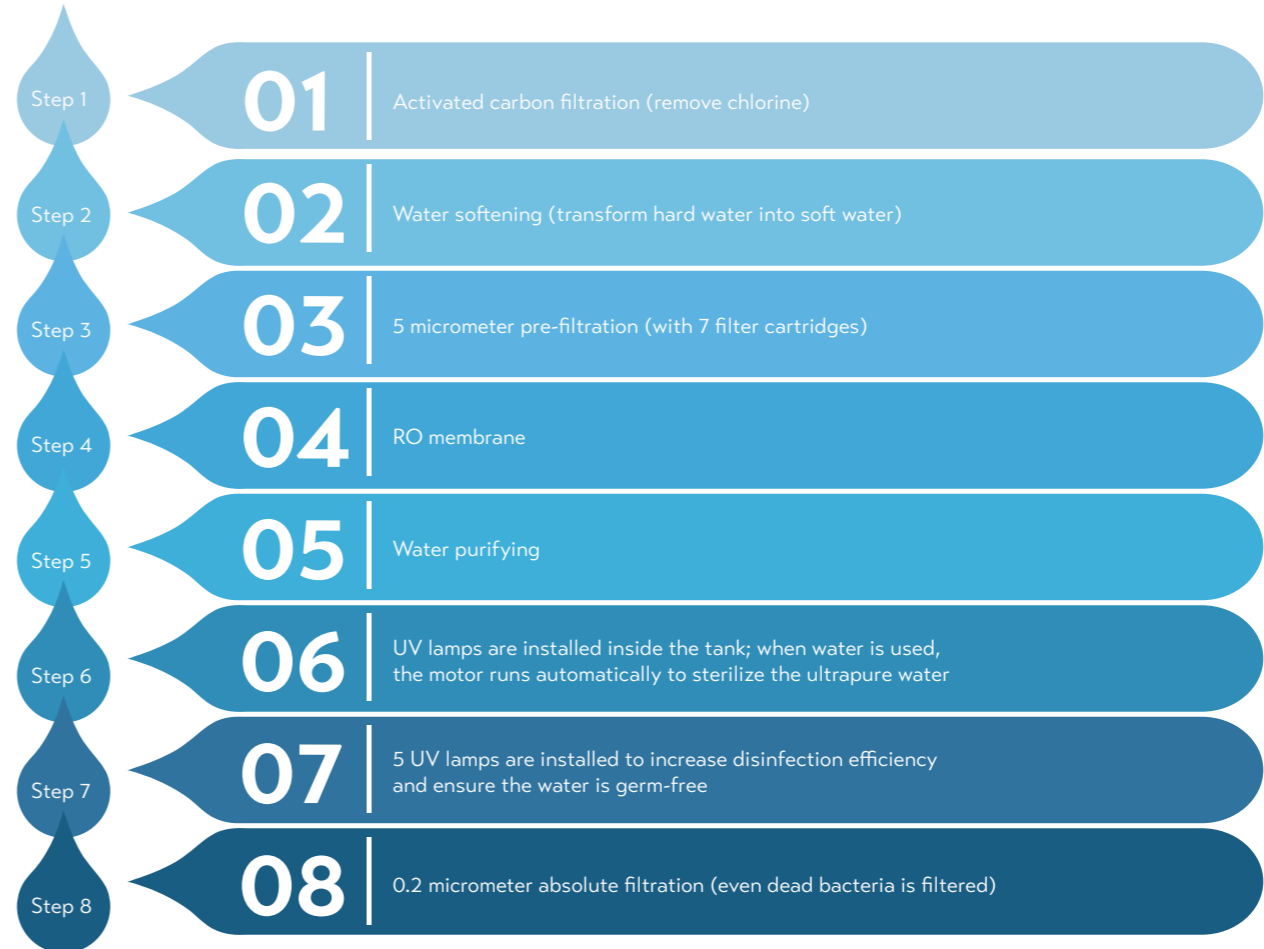 Step 1
01
Activated carbon filtration (remove chlorine)
Step 2
02
Water softening (transform hard water into soft water)
Step 3
03
5 micrometer pre-filtration (with 7 filter cartridges)
Step 4
04
RO membrane
Step 5
05
Water purifying
Step 6
06
UV lamps are installed inside the tank; when water is used,
the motor runs automatically to sterilize the ultrapure water
Step 7
07
5 UV lamps are installed to increase disinfection efficiency
and ensure the water is germ-free
Step 8
08
0.2 micrometer absolute filtration (even dead bacteria is filtered)